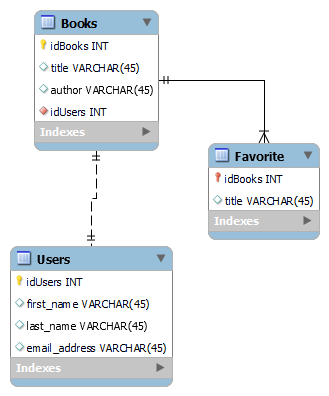 Books
idBooks INT
title VARCHAR(45)
author VARCHAR(45)
idUsers INT
Indexes
Favorite
idBooks INT
title VARCHAR(45)
Indexes
Users
idUsers INT
first_name VARCHAR(45)
last_name VARCHAR(45)
email_address VARCHAR(45)
Indexes